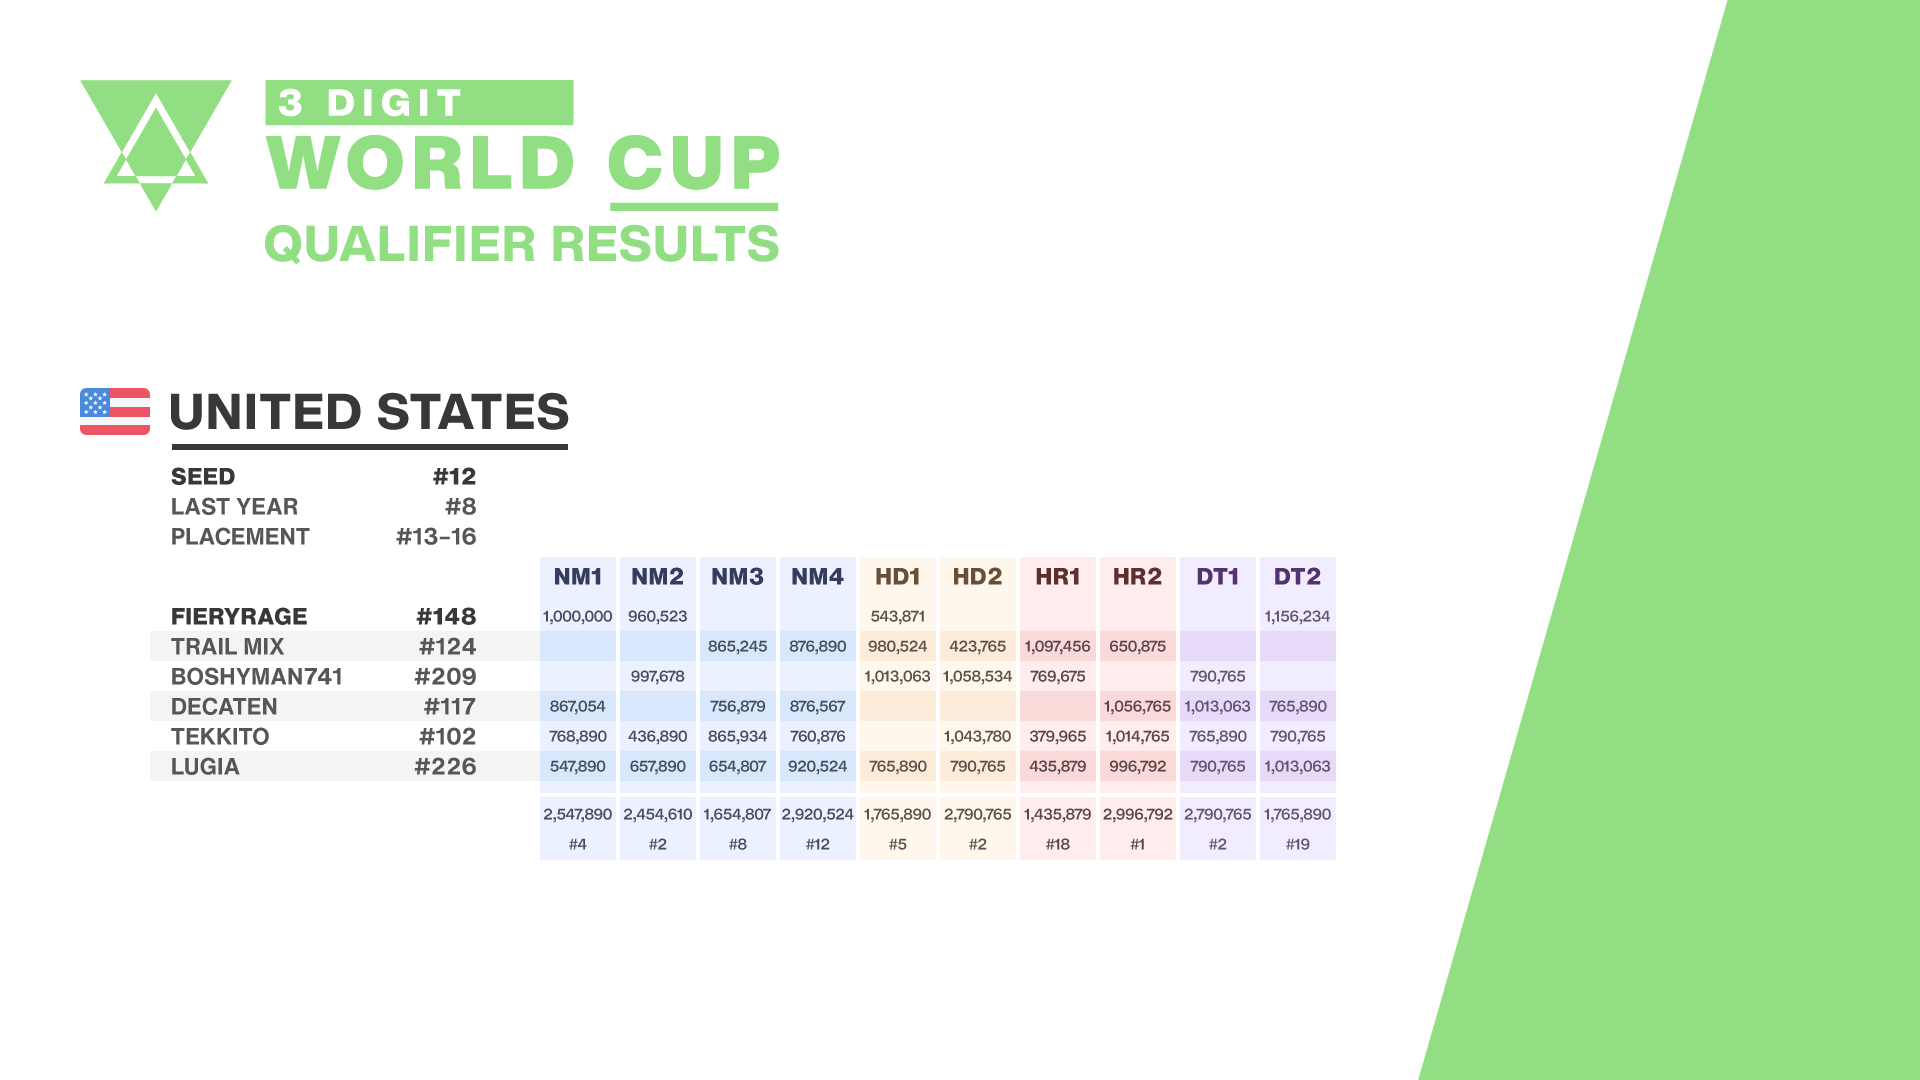 3 DIGIT
WORLD CUP
QUALIFIER RESULTS
UNITED STATES
SEED #12
LAST YEAR #8
PLACEMENT #13–16
NM1 NM2 NM3 NM4 HD1 HD2 HR1 HR2 DT1 DT2
FIERYRAGE #148 1,000,000 960,523 543,871 1,156,234
TRAIL MIX #124 865,245 876,890 980,524 423,765 1,097,456 650,875
BOSHYMAN741 #209 997,678 1,013,063 1,058,534 769,675 790,765
DECATEN #117 867,054 756,879 876,567 1,056,765 1,013,063 765,890
TEKKITO #102 768,890 436,890 865,934 760,876 1,043,780 379,965 1,014,765 765,890 790,765
LUGIA #226 547,890 657,890 654,807 920,524 765,890 790,765 435,879 996,792 790,765 1,013,063
2,547,890 2,454,610 1,654,807 2,920,524 1,765,890 2,790,765 1,435,879 2,996,792 2,790,765 1,765,890
#4 #2 #8 #12 #5 #2 #18 #1 #2 #19